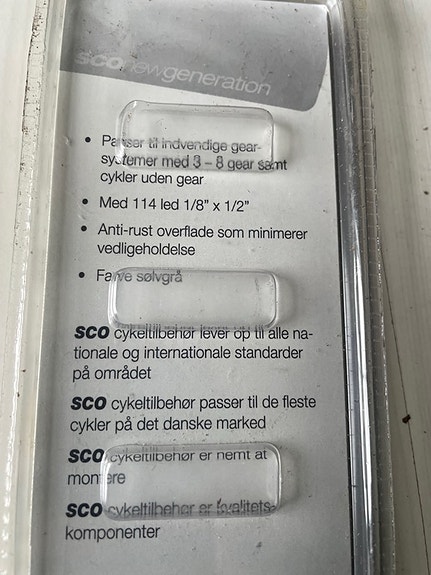 sco newgeneration
• Passer til indvendige gear-
systemer med 3 – 8 gear samt
cykler uden gear
• Med 114 led 1/8” x 1/2”
• Anti-rust overflade som minimerer
vedligeholdelse
• Farve sølvgrå
sco cykeltilbehør lever op til alle na-
tionale og internationale standarder
på området
sco cykeltilbehør passer til de fleste
cykler på det danske marked
sco cykeltilbehør er nemt at
montere
sco cykeltilbehør er kvalitets-
komponenter